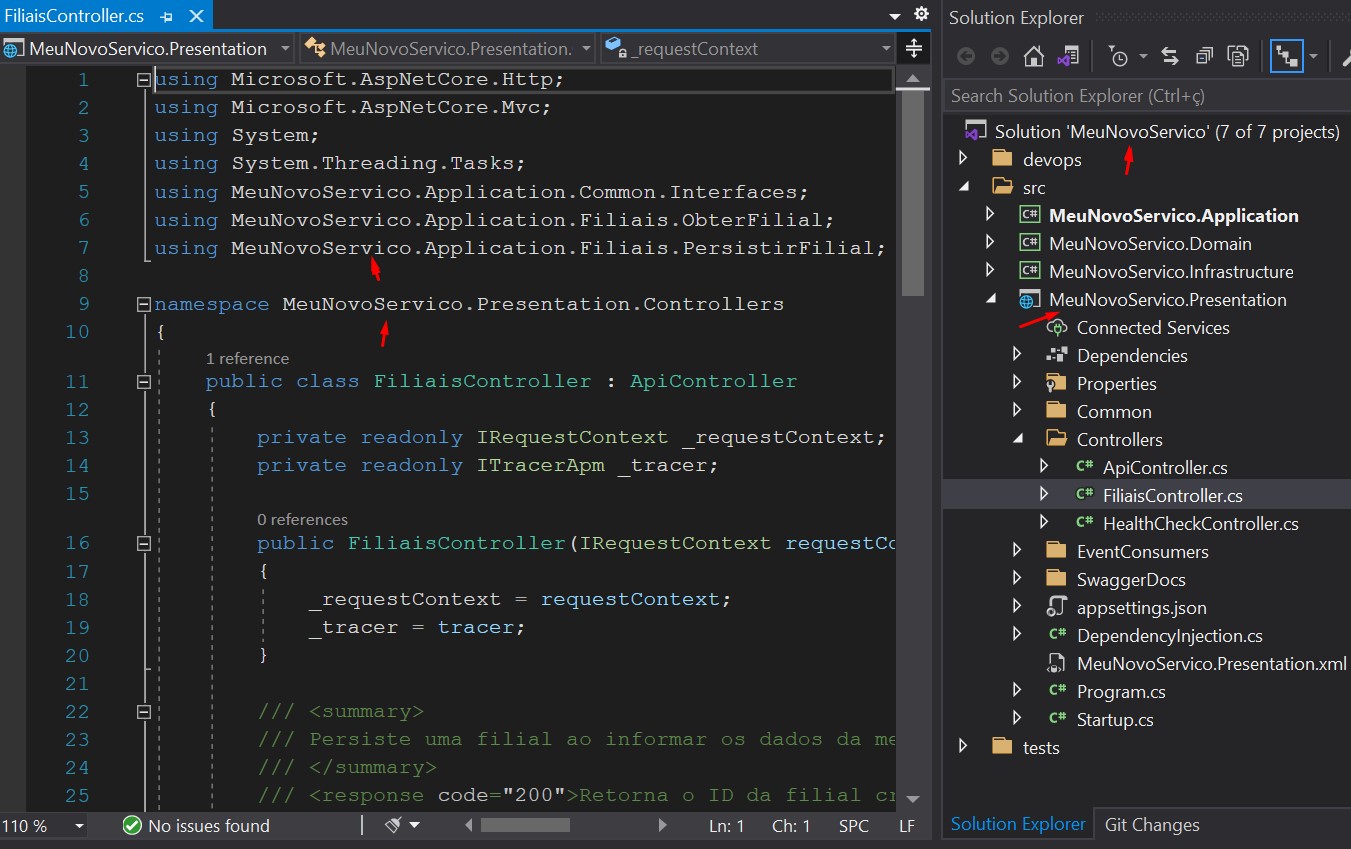 FiliaisController.cs
MeuNovoServico.Presentation
MeuNovoServico.Presentation.
_requestContext
1 using Microsoft.AspNetCore.Http;
2 using Microsoft.AspNetCore.Mvc;
3 using System;
4 using System.Threading.Tasks;
5 using MeuNovoServico.Application.Common.Interfaces;
6 using MeuNovoServico.Application.Filiais.ObterFilial;
7 using MeuNovoServico.Application.Filiais.PersistirFilial;
8
9 namespace MeuNovoServico.Presentation.Controllers
10 {
1 reference
11 public class FiliaisController : ApiController
12 {
13 private readonly IRequestContext _requestContext;
14 private readonly ITracerApm _tracer;
15
0 references
16 public FiliaisController(IRequestContext requestCo
17 {
18 _requestContext = requestContext;
19 _tracer = tracer;
20 }
21
22 /// <summary>
23 /// Persiste uma filial ao informar os dados da me
24 /// </summary>
25 /// <response code="200">Retorna o ID da filial cr
110 %
No issues found
Ln: 1 Ch: 1 SPC LF
Solution Explorer
Search Solution Explorer (Ctrl+ç)
Solution 'MeuNovoServico' (7 of 7 projects)
devops
src
C# MeuNovoServico.Application
C# MeuNovoServico.Domain
C# MeuNovoServico.Infrastructure
MeuNovoServico.Presentation
Connected Services
Dependencies
Properties
Common
Controllers
C# ApiController.cs
C# FiliaisController.cs
C# HealthCheckController.cs
EventConsumers
SwaggerDocs
appsettings.json
C# DependencyInjection.cs
MeuNovoServico.Presentation.xml
C# Program.cs
C# Startup.cs
tests
Solution Explorer
Git Changes